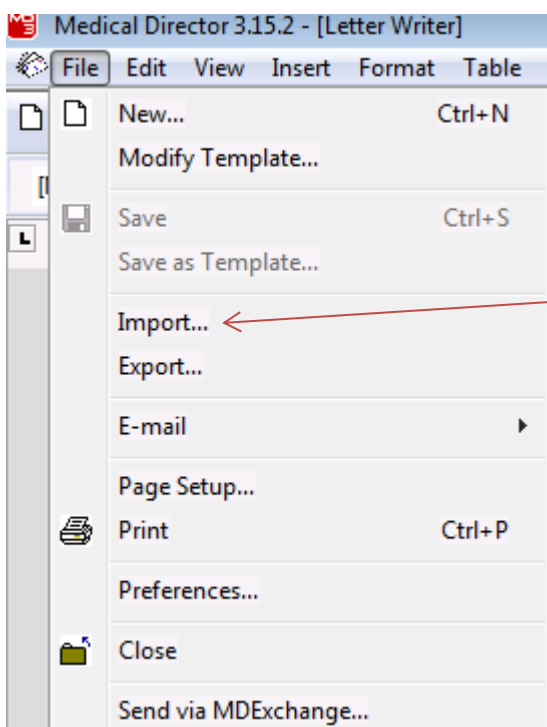 Medical Director 3.15.2 - [Letter Writer]
File Edit View Insert Format Table
New... Ctrl+N
Modify Template...
Save Ctrl+S
Save as Template...
Import...
Export...
E-mail
Page Setup...
Print Ctrl+P
Preferences...
Close
Send via MDExchange...